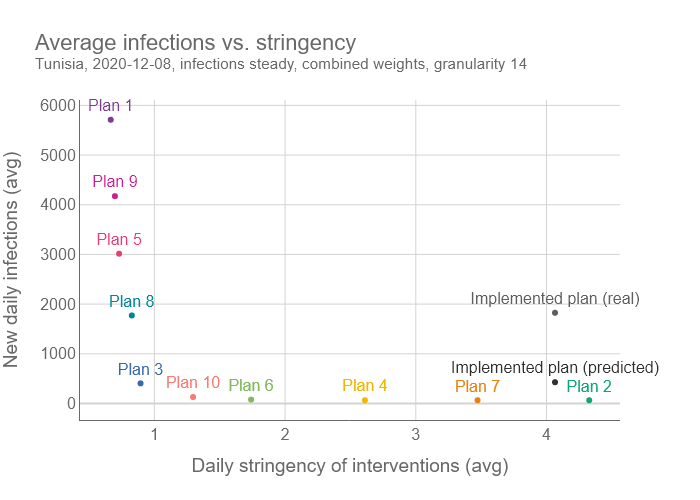 Average infections vs. stringency
Tunisia, 2020-12-08, infections steady, combined weights, granularity 14
New daily infections (avg)
6000
5000
4000
3000
2000
1000
0
Plan 1
Plan 9
Plan 5
Plan 8
Implemented plan (real)
Plan 3
Implemented plan (predicted)
Plan 10
Plan 6
Plan 4
Plan 7
Plan 2
1
2
3
4
Daily stringency of interventions (avg)